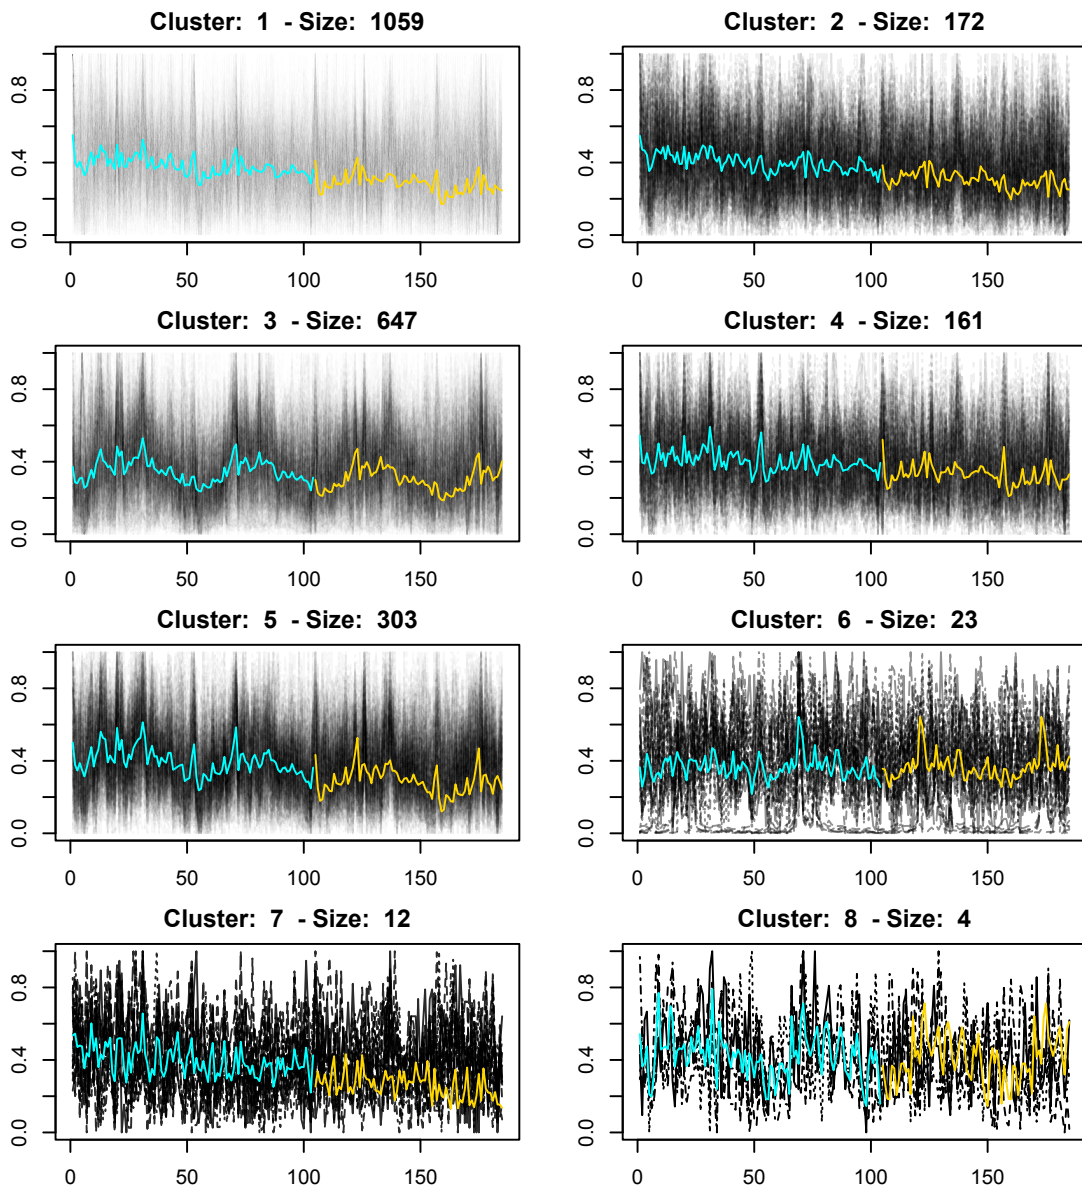 Cluster: 1 - Size: 1059
0.0 0.4 0.8
0 50 100 150
Cluster: 2 - Size: 172
0.0 0.4 0.8
0 50 100 150
Cluster: 3 - Size: 647
0.0 0.4 0.8
0 50 100 150
Cluster: 4 - Size: 161
0.0 0.4 0.8
0 50 100 150
Cluster: 5 - Size: 303
0.0 0.4 0.8
0 50 100 150
Cluster: 6 - Size: 23
0.0 0.4 0.8
0 50 100 150
Cluster: 7 - Size: 12
0.0 0.4 0.8
0 50 100 150
Cluster: 8 - Size: 4
0.0 0.4 0.8
0 50 100 150